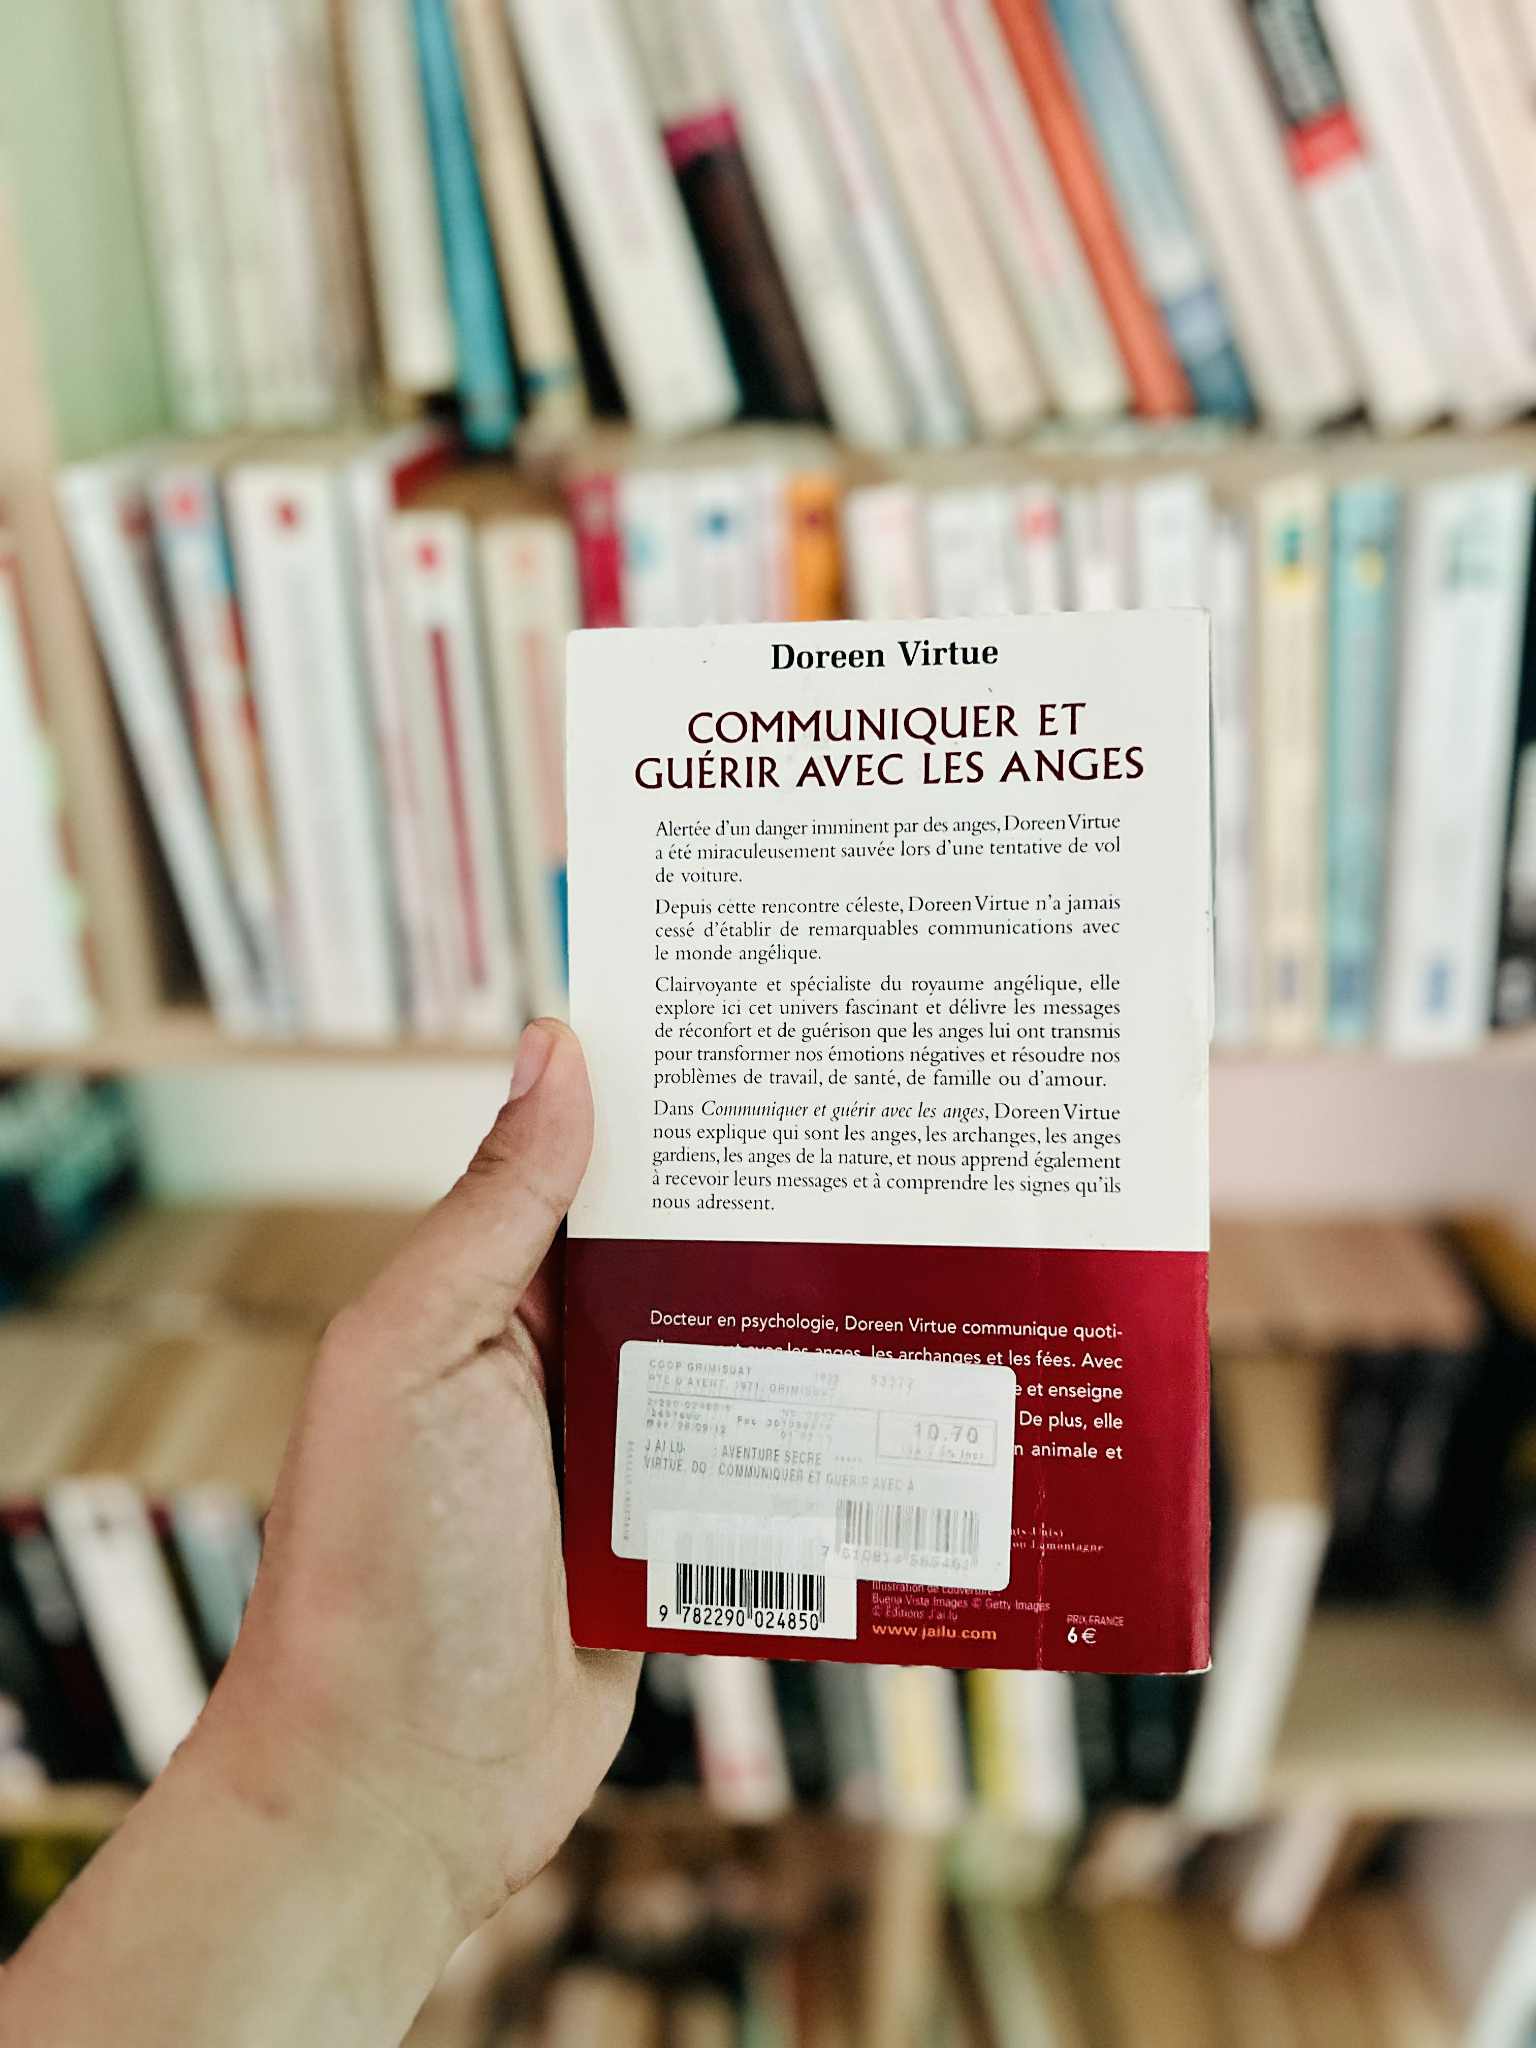 Doreen Virtue
COMMUNIQUER ET
GUÉRIR AVEC LES ANGES
Alertée d'un danger imminent par des anges, Doreen Virtue
a été miraculeusement sauvée lors d'une tentative de vol
de voiture.
Depuis cette rencontre céleste, Doreen Virtue n'a jamais
cessé d'établir de remarquables communications avec
le monde angélique.
Clairvoyante et spécialiste du royaume angélique, elle
explore ici cet univers fascinant et délivre les messages
de réconfort et de guérison que les anges lui ont transmis
pour transformer nos émotions négatives et résoudre nos
problèmes de travail, de santé, de famille ou d'amour.
Dans Communiquer et guérir avec les anges, Doreen Virtue
nous explique qui sont les anges, les archanges, les anges
gardiens, les anges de la nature, et nous apprend également
à recevoir leurs messages et à comprendre les signes qu'ils
nous adressent.
Docteur en psychologie, Doreen Virtue communique quoti-
les anges, les archanges et les fées. Avec
et enseigne
De plus, elle
animale et
COOP GRIMISUAT
RTE D'AYENT, 1971, GRIMISUAT
10.70
J'AI LU : AVENTURE SECRE
VIRTUE, DO COMMUNIQUER ET GUERIR AVEC A
Lamontagne
Illustration de couverture :
Buena Vista Images © Getty Images
© Éditions J'ai lu
www.jailu.com
PRIX FRANCE
6 €
9 782290 024850